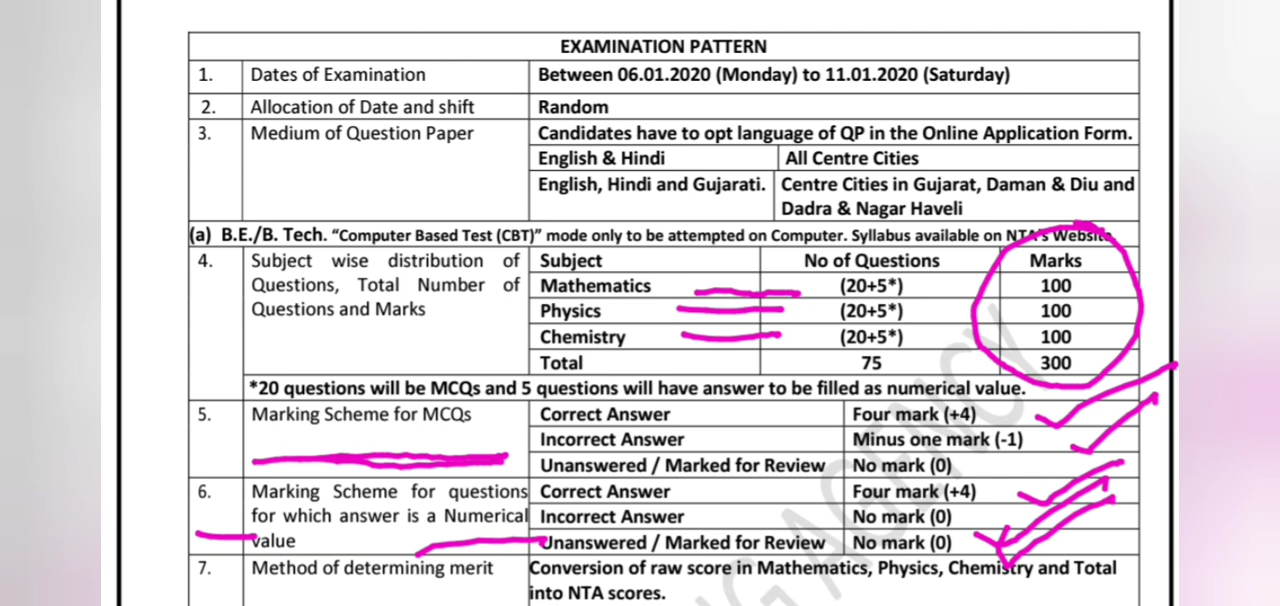 EXAMINATION PATTERN
1. Dates of Examination Between 06.01.2020 (Monday) to 11.01.2020 (Saturday)
2. Allocation of Date and shift Random
3. Medium of Question Paper Candidates have to opt language of QP in the Online Application Form.
English & Hindi All Centre Cities
English, Hindi and Gujarati. Centre Cities in Gujarat, Daman & Diu and
Dadra & Nagar Haveli
(a) B.E./B. Tech. “Computer Based Test (CBT)” mode only to be attempted on Computer. Syllabus available on NTA's Website.
4. Subject wise distribution of Subject No of Questions Marks
Questions, Total Number of Mathematics (20+5*) 100
Questions and Marks Physics (20+5*) 100
Chemistry (20+5*) 100
Total 75 300
*20 questions will be MCQs and 5 questions will have answer to be filled as numerical value.
5. Marking Scheme for MCQs Correct Answer Four mark (+4)
Incorrect Answer Minus one mark (-1)
Unanswered / Marked for Review No mark (0)
6. Marking Scheme for questions Correct Answer Four mark (+4)
for which answer is a Numerical Incorrect Answer No mark (0)
value Unanswered / Marked for Review No mark (0)
7. Method of determining merit Conversion of raw score in Mathematics, Physics, Chemistry and Total
into NTA scores.
G AGENCY